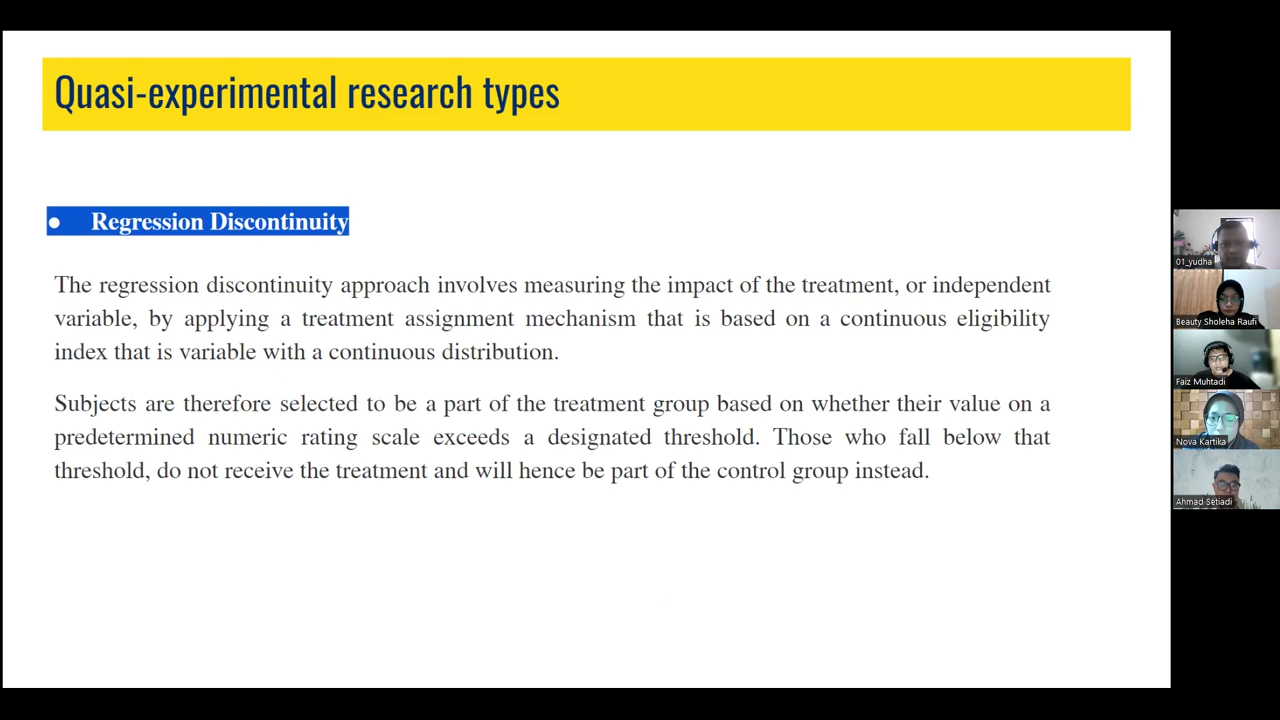 Quasi-experimental research types
● Regression Discontinuity
The regression discontinuity approach involves measuring the impact of the treatment, or independent
variable, by applying a treatment assignment mechanism that is based on a continuous eligibility
index that is variable with a continuous distribution.
Subjects are therefore selected to be a part of the treatment group based on whether their value on a
predetermined numeric rating scale exceeds a designated threshold. Those who fall below that
threshold, do not receive the treatment and will hence be part of the control group instead.
01_yudha
Beauty Sholeha Raufi
Faiz Muhtadi
Nova Kartika
Ahmad Setiadi